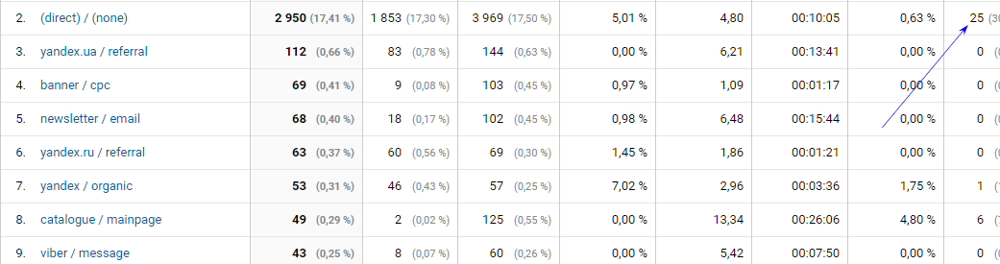 2. (direct) / (none) 2 950 (17,41 %) 1 853 (17,30 %) 3 969 (17,50 %) 5,01 % 4,80 00:10:05 0,63 % 25 (30
3. yandex.ua / referral 112 (0,66 %) 83 (0,78 %) 144 (0,63 %) 0,00 % 6,21 00:13:41 0,00 % 0 (0
4. banner / cpc 69 (0,41 %) 9 (0,08 %) 103 (0,45 %) 0,97 % 1,09 00:01:17 0,00 % 0 (0
5. newsletter / email 68 (0,40 %) 18 (0,17 %) 102 (0,45 %) 0,98 % 6,48 00:15:44 0,00 % 0 (0
6. yandex.ru / referral 63 (0,37 %) 60 (0,56 %) 69 (0,30 %) 1,45 % 1,86 00:01:21 0,00 % 0 (0
7. yandex / organic 53 (0,31 %) 46 (0,43 %) 57 (0,25 %) 7,02 % 2,96 00:03:36 1,75 % 1 (1
8. catalogue / mainpage 49 (0,29 %) 2 (0,02 %) 125 (0,55 %) 0,00 % 13,34 00:26:06 4,80 % 6 (7
9. viber / message 43 (0,25 %) 8 (0,07 %) 60 (0,26 %) 0,00 % 5,42 00:07:50 0,00 % 0 (0